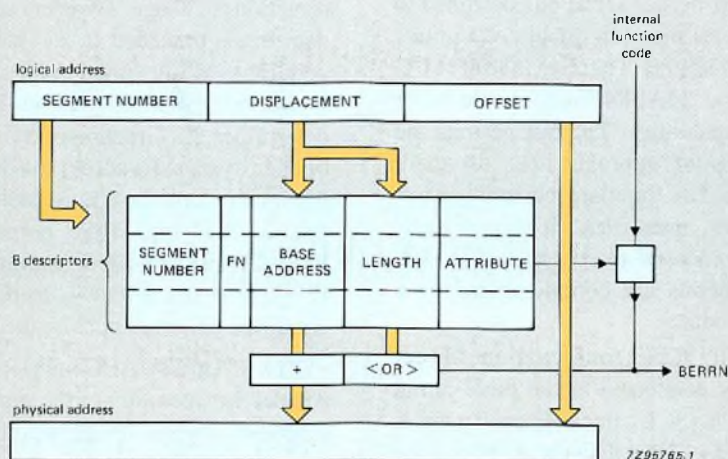 internal
function
code
logical address
SEGMENT NUMBER
DISPLACEMENT
OFFSET
8 descriptors
SEGMENT
NUMBER
FN
BASE
ADDRESS
LENGTH
ATTRIBUTE
+
<OR>
BERRN
physical address
7Z95765.1